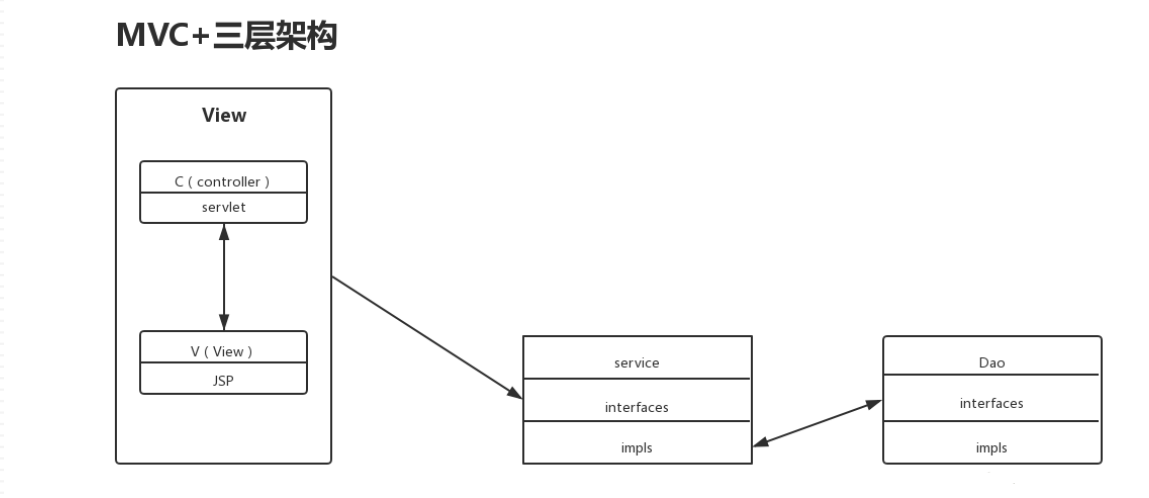 MVC+三层架构
View
C（controller）
servlet
V（View）
JSP
service
interfaces
impls
Dao
interfaces
impls